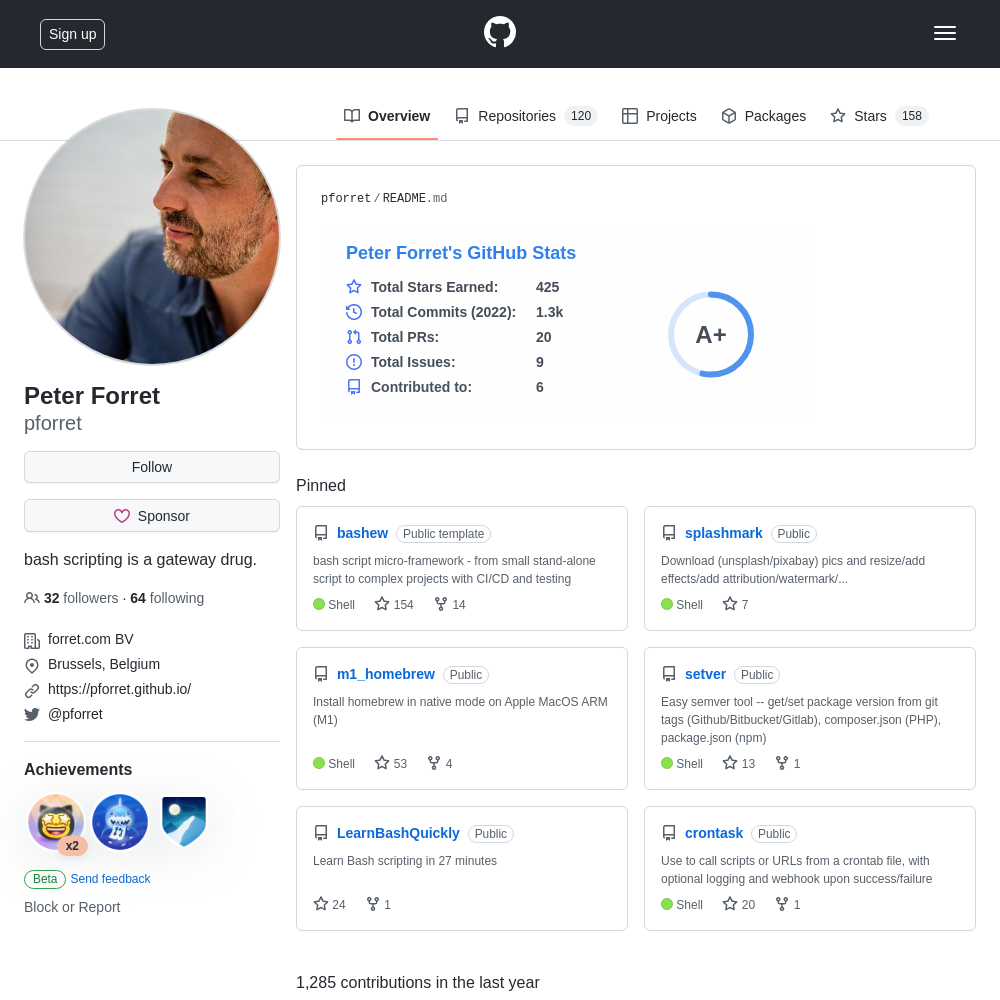 Sign up
Overview
Repositories 120
Projects
Packages
Stars 158
pforret/README.md
Peter Forret's GitHub Stats
Total Stars Earned: 425
Total Commits (2022): 1.3k
Total PRs: 20
Total Issues: 9
Contributed to: 6
A+
Peter Forret
pforret
Follow
Sponsor
bash scripting is a gateway drug.
32 followers · 64 following
forret.com BV
Brussels, Belgium
https://pforret.github.io/
@pforret
Achievements
x2
Beta Send feedback
Block or Report
Pinned
bashew Public template
bash script micro-framework - from small stand-alone
script to complex projects with CI/CD and testing
Shell 154 14
splashmark Public
Download (unsplash/pixabay) pics and resize/add
effects/add attribution/watermark/...
Shell 7
m1_homebrew Public
Install homebrew in native mode on Apple MacOS ARM
(M1)
Shell 53 4
setver Public
Easy semver tool -- get/set package version from git
tags (Github/Bitbucket/Gitlab), composer.json (PHP),
package.json (npm)
Shell 13 1
LearnBashQuickly Public
Learn Bash scripting in 27 minutes
24 1
crontask Public
Use to call scripts or URLs from a crontab file, with
optional logging and webhook upon success/failure
Shell 20 1
1,285 contributions in the last year